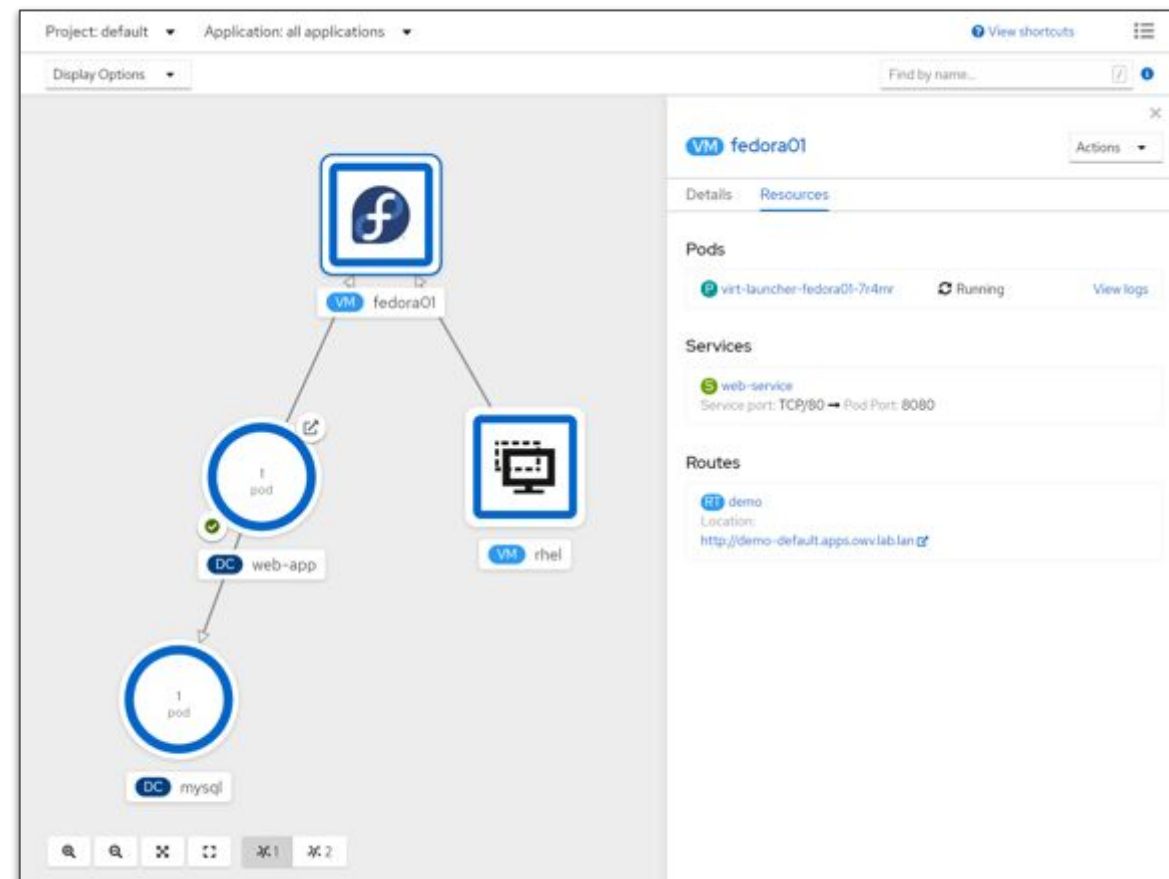 Project: default
Application: all applications
View shortcuts
Display Options
Find by name...
/
VM fedora01
Actions
Details
Resources
Pods
P virt-launcher-fedora01-7r4mr
Running
View logs
Services
S web-service
Service port: TCP/80 → Pod Port: 8080
Routes
RT demo
Location:
http://demo-default.apps.owv.lab.lan
VM fedora01
1
pod
DC web-app
VM rhel
1
pod
DC mysql
1
2